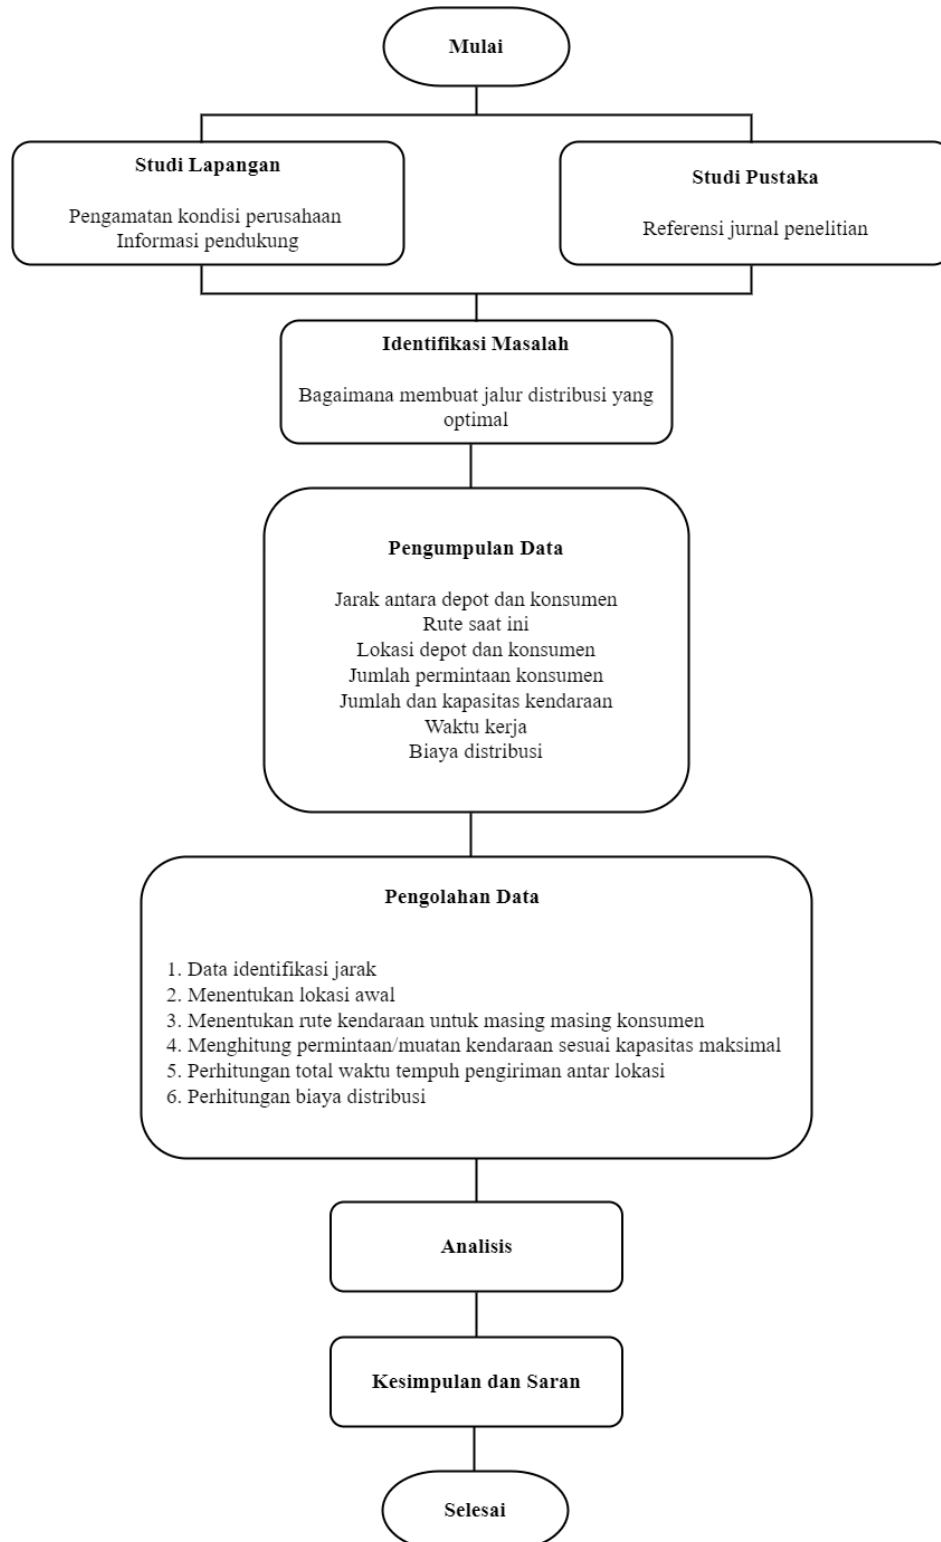 Mulai
Studi Lapangan
Pengamatan kondisi perusahaan
Informasi pendukung
Studi Pustaka
Referensi jurnal penelitian
Identifikasi Masalah
Bagaimana membuat jalur distribusi yang
optimal
Pengumpulan Data
Jarak antara depot dan konsumen
Rute saat ini
Lokasi depot dan konsumen
Jumlah permintaan konsumen
Jumlah dan kapasitas kendaraan
Waktu kerja
Biaya distribusi
Pengolahan Data
1. Data identifikasi jarak
2. Menentukan lokasi awal
3. Menentukan rute kendaraan untuk masing masing konsumen
4. Menghitung permintaan/muatan kendaraan sesuai kapasitas maksimal
5. Perhitungan total waktu tempuh pengiriman antar lokasi
6. Perhitungan biaya distribusi
Analisis
Kesimpulan dan Saran
Selesai